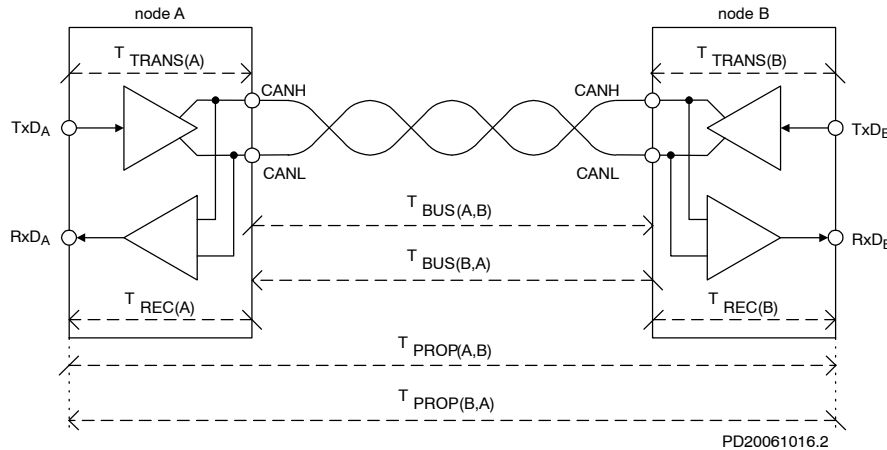 node A
node B
T TRANS(A)
T TRANS(B)
CANH
CANH
TxDA
TxDB
CANL
CANL
T BUS(A,B)
RxDA
RxDB
T BUS(B,A)
T REC(A)
T REC(B)
T PROP(A,B)
T PROP(B,A)
PD20061016.2